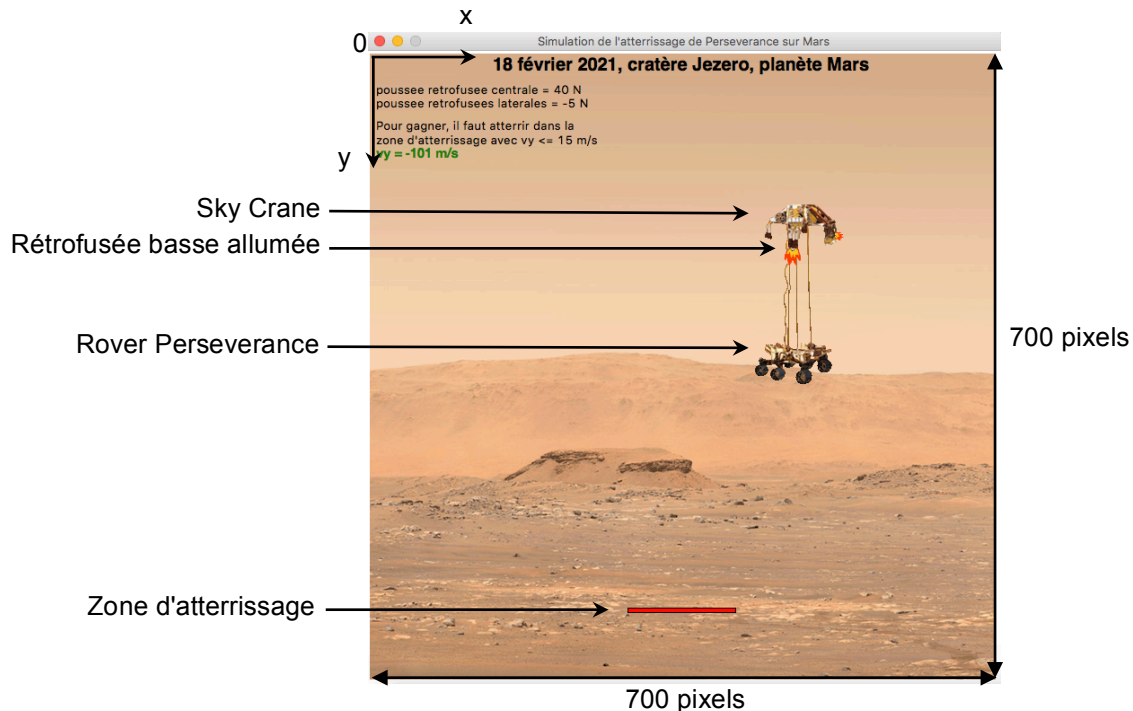 x
0
Simulation de l'atterrissage de Perseverance sur Mars
18 février 2021, cratère Jezero, planète Mars
poussee retrofusee centrale = 40 N
poussee retrofusees laterales = -5 N
Pour gagner, il faut atterrir dans la
zone d'atterrissage avec vy <= 15 m/s
y
vy = -101 m/s
Sky Crane
Rétrofusée basse allumée
Rover Perseverance
700 pixels
Zone d'atterrissage
700 pixels